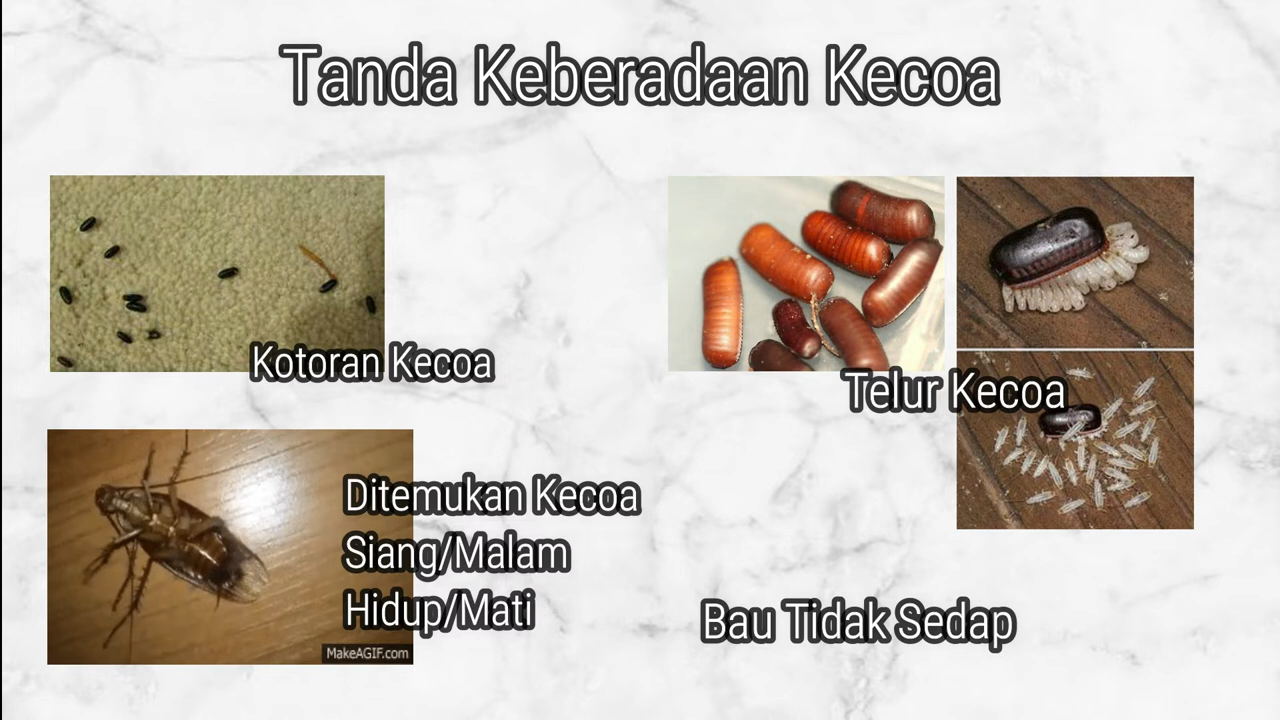 Tanda Keberadaan Kecoa
Kotoran Kecoa
Telur Kecoa
Ditemukan Kecoa
Siang/Malam
Hidup/Mati
MakeAGIF.com
Bau Tidak Sedap